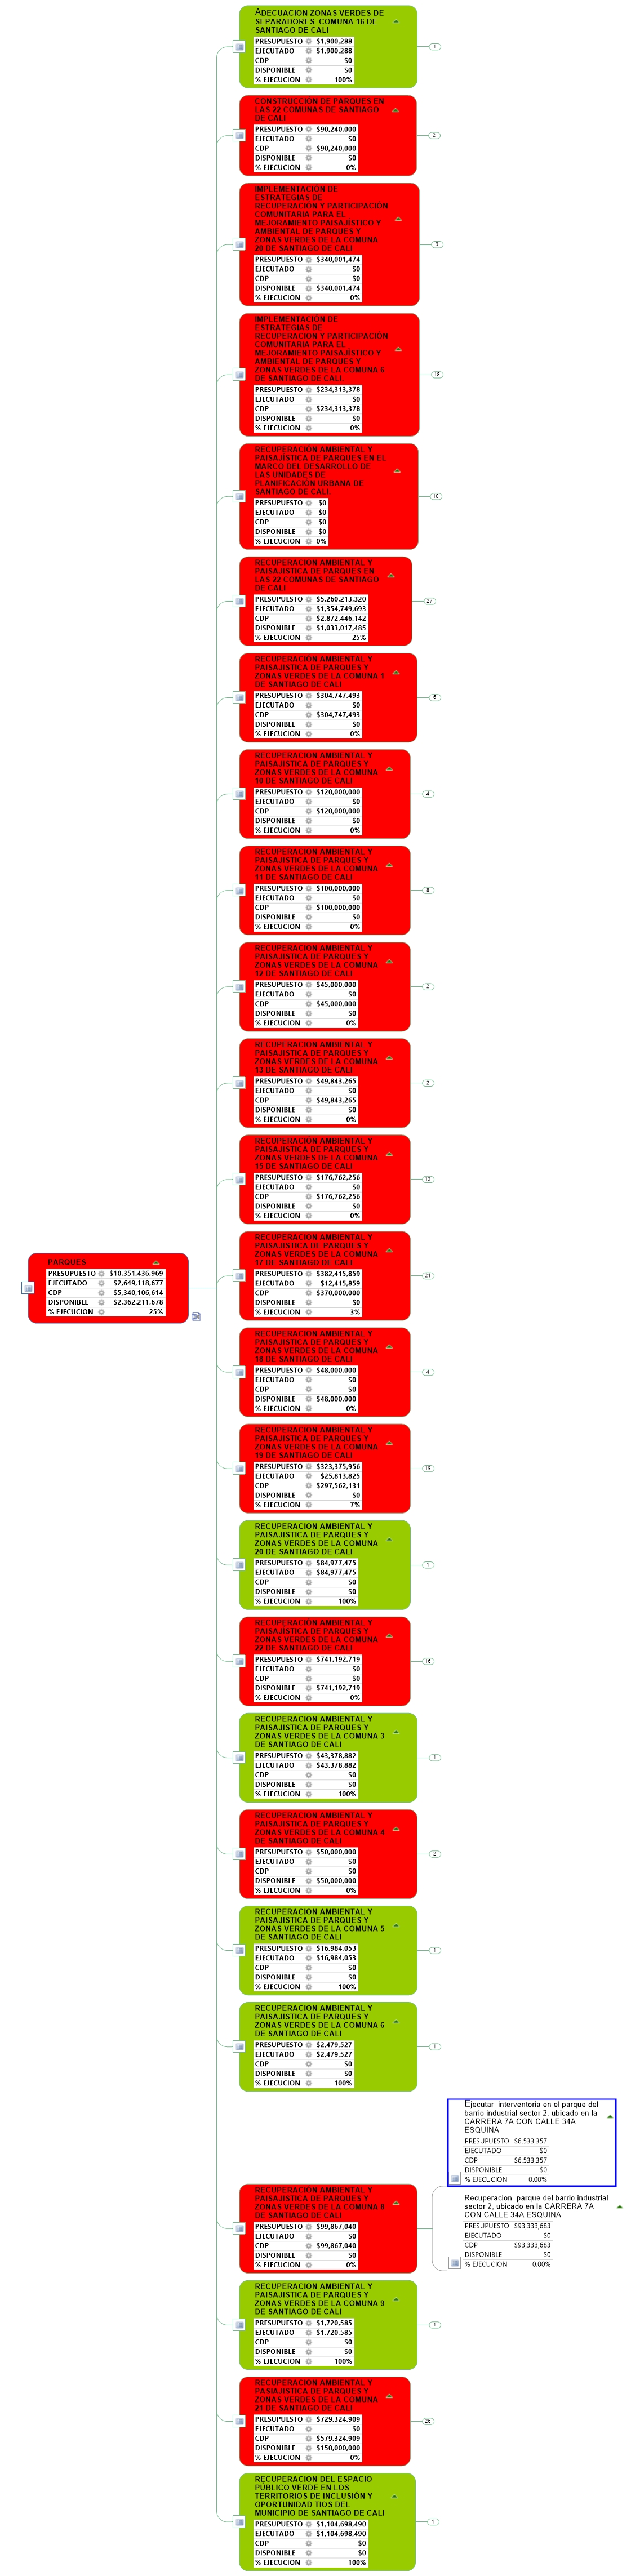 ADECUACION ZONAS VERDES DE
SEPARADORES  COMUNA 16 DE
SANTIAGO DE CALI
PRESUPUESTO $1,900,288
EJECUTADO $1,900,288
CDP $0
DISPONIBLE $0
% EJECUCION 100%
1
CONSTRUCCIÓN DE PARQUES EN
LAS 22 COMUNAS DE SANTIAGO
DE CALI
PRESUPUESTO $90,240,000
EJECUTADO $0
CDP $90,240,000
DISPONIBLE $0
% EJECUCION 0%
2
IMPLEMENTACIÓN DE
ESTRATEGIAS DE
RECUPERACIÓN Y PARTICIPACIÓN
COMUNITARIA PARA EL
MEJORAMIENTO PAISAJISTICO Y
AMBIENTAL DE PARQUES Y
ZONAS VERDES DE LA COMUNA
20 DE SANTIAGO DE CALI
PRESUPUESTO $340,001,474
EJECUTADO $0
CDP $0
DISPONIBLE $340,001,474
% EJECUCION 0%
3
IMPLEMENTACIÓN DE
ESTRATEGIAS DE
RECUPERACIÓN Y PARTICIPACIÓN
COMUNITARIA PARA EL
MEJORAMIENTO PAISAJÍSTICO Y
AMBIENTAL DE PARQUES Y
ZONAS VERDES DE LA COMUNA 6
DE SANTIAGO DE CALI.
PRESUPUESTO $234,313,378
EJECUTADO $0
CDP $234,313,378
DISPONIBLE $0
% EJECUCION 0%
18
RECUPERACIÓN AMBIENTAL Y
PAISAJÍSTICA DE PARQUES EN EL
MARCO DEL DESARROLLO DE
LAS UNIDADES DE
PLANIFICACIÓN URBANA DE
SANTIAGO DE CALI.
PRESUPUESTO $0
EJECUTADO $0
CDP $0
DISPONIBLE $0
% EJECUCION 0%
10
RECUPERACION AMBIENTAL Y
PAISAJISTICA DE PARQUES EN
LAS 22 COMUNAS DE SANTIAGO
DE CALI
PRESUPUESTO $5,260,213,320
EJECUTADO $1,354,749,693
CDP $2,872,446,142
DISPONIBLE $1,033,017,485
% EJECUCION 25%
27
RECUPERACION AMBIENTAL Y
PAISAJISTICA DE PARQUES Y
ZONAS VERDES DE LA COMUNA 1
DE SANTIAGO DE CALI
PRESUPUESTO $304,747,493
EJECUTADO $0
CDP $304,747,493
DISPONIBLE $0
% EJECUCION 0%
6
RECUPERACION AMBIENTAL Y
PAISAJISTICA DE PARQUES Y
ZONAS VERDES DE LA COMUNA
10 DE SANTIAGO DE CALI
PRESUPUESTO $120,000,000
EJECUTADO $0
CDP $120,000,000
DISPONIBLE $0
% EJECUCION 0%
4
RECUPERACION AMBIENTAL Y
PAISAJISTICA DE PARQUES Y
ZONAS VERDES DE LA COMUNA
11 DE SANTIAGO DE CALI
PRESUPUESTO $100,000,000
EJECUTADO $0
CDP $100,000,000
DISPONIBLE $0
% EJECUCION 0%
8
RECUPERACION AMBIENTAL Y
PAISAJISTICA DE PARQUES Y
ZONAS VERDES DE LA COMUNA
12 DE SANTIAGO DE CALI
PRESUPUESTO $45,000,000
EJECUTADO $0
CDP $45,000,000
DISPONIBLE $0
% EJECUCION 0%
2
RECUPERACION AMBIENTAL Y
PAISAJISTICA DE PARQUES Y
ZONAS VERDES DE LA COMUNA
13 DE SANTIAGO DE CALI
PRESUPUESTO $49,843,265
EJECUTADO $0
CDP $49,843,265
DISPONIBLE $0
% EJECUCION 0%
2
RECUPERACIÓN AMBIENTAL Y
PAISAJISTICA DE PARQUES Y
ZONAS VERDES DE LA COMUNA
15 DE SANTIAGO DE CALI
PRESUPUESTO $176,762,256
EJECUTADO $0
CDP $176,762,256
DISPONIBLE $0
% EJECUCION 0%
12
RECUPERACION AMBIENTAL Y
PAISAJISTICA DE PARQUES Y
ZONAS VERDES DE LA COMUNA
17 DE SANTIAGO DE CALI
PRESUPUESTO $382,415,859
EJECUTADO $12,415,859
CDP $370,000,000
DISPONIBLE $0
% EJECUCION 3%
21
PARQUES
PRESUPUESTO $10,351,436,969
EJECUTADO $2,649,118,677
CDP $5,340,106,614
DISPONIBLE $2,362,211,678
% EJECUCION 25%
RECUPERACION AMBIENTAL Y
PAISAJISTICA DE PARQUES Y
ZONAS VERDES DE LA COMUNA
18 DE SANTIAGO DE CALI
PRESUPUESTO $48,000,000
EJECUTADO $0
CDP $0
DISPONIBLE $48,000,000
% EJECUCION 0%
4
RECUPERACION AMBIENTAL Y
PAISAJISTICA DE PARQUES Y
ZONAS VERDES DE LA COMUNA
19 DE SANTIAGO DE CALI
PRESUPUESTO $323,375,956
EJECUTADO $25,813,825
CDP $297,562,131
DISPONIBLE $0
% EJECUCION 7%
15
RECUPERACION AMBIENTAL Y
PAISAJISTICA DE PARQUES Y
ZONAS VERDES DE LA COMUNA
20 DE SANTIAGO DE CALI
PRESUPUESTO $84,977,475
EJECUTADO $84,977,475
CDP $0
DISPONIBLE $0
% EJECUCION 100%
1
RECUPERACION AMBIENTAL Y
PAISAJISTICA DE PARQUES Y
ZONAS VERDES DE LA COMUNA
22 DE SANTIAGO DE CALI
PRESUPUESTO $741,192,719
EJECUTADO $0
CDP $0
DISPONIBLE $741,192,719
% EJECUCION 0%
16
RECUPERACION AMBIENTAL Y
PAISAJISTICA DE PARQUES Y
ZONAS VERDES DE LA COMUNA 3
DE SANTIAGO DE CALI
PRESUPUESTO $43,378,882
EJECUTADO $43,378,882
CDP $0
DISPONIBLE $0
% EJECUCION 100%
1
RECUPERACION AMBIENTAL Y
PAISAJISTICA DE PARQUES Y
ZONAS VERDES DE LA COMUNA 4
DE SANTIAGO DE CALI
PRESUPUESTO $50,000,000
EJECUTADO $0
CDP $0
DISPONIBLE $50,000,000
% EJECUCION 0%
2
RECUPERACION AMBIENTAL Y
PAISAJISTICA DE PARQUES Y
ZONAS VERDES DE LA COMUNA 5
DE SANTIAGO DE CALI
PRESUPUESTO $16,984,053
EJECUTADO $16,984,053
CDP $0
DISPONIBLE $0
% EJECUCION 100%
1
RECUPERACION AMBIENTAL Y
PAISAJISTICA DE PARQUES Y
ZONAS VERDES DE LA COMUNA 6
DE SANTIAGO DE CALI
PRESUPUESTO $2,479,527
EJECUTADO $2,479,527
CDP $0
DISPONIBLE $0
% EJECUCION 100%
1
Ejecutar  interventoria en el parque del
barrio industrial sector 2, ubicado en la
CARRERA 7A CON CALLE 34A
ESQUINA
PRESUPUESTO $6,533,357
EJECUTADO $0
CDP $6,533,357
DISPONIBLE $0
% EJECUCION 0.00%
Recuperacion  parque del barrio industrial
sector 2, ubicado en la CARRERA 7A
CON CALLE 34A ESQUINA
PRESUPUESTO $93,333,683
EJECUTADO $0
CDP $93,333,683
DISPONIBLE $0
% EJECUCION 0.00%
RECUPERACION AMBIENTAL Y
PAISAJISTICA DE PARQUES Y
ZONAS VERDES DE LA COMUNA 8
DE SANTIAGO DE CALI
PRESUPUESTO $99,867,040
EJECUTADO $0
CDP $99,867,040
DISPONIBLE $0
% EJECUCION 0%
RECUPERACION AMBIENTAL Y
PAISAJISTICA DE PARQUES Y
ZONAS VERDES DE LA COMUNA 9
DE SANTIAGO DE CALI
PRESUPUESTO $1,720,585
EJECUTADO $1,720,585
CDP $0
DISPONIBLE $0
% EJECUCION 100%
1
RECUPERACION AMBIENTAL Y
PASIAJISTICA DE PARQUES Y
ZONAS VERDES DE LA COMUNA
21 DE SANTIAGO DE CALI
PRESUPUESTO $729,324,909
EJECUTADO $0
CDP $579,324,909
DISPONIBLE $150,000,000
% EJECUCION 0%
26
RECUPERACION DEL ESPACIO
PÚBLICO VERDE EN LOS
TERRITORIOS DE INCLUSIÓN Y
OPORTUNIDAD TIOS DEL
MUNICIPIO DE SANTIAGO DE CALI
PRESUPUESTO $1,104,698,490
EJECUTADO $1,104,698,490
CDP $0
DISPONIBLE $0
% EJECUCION 100%
1